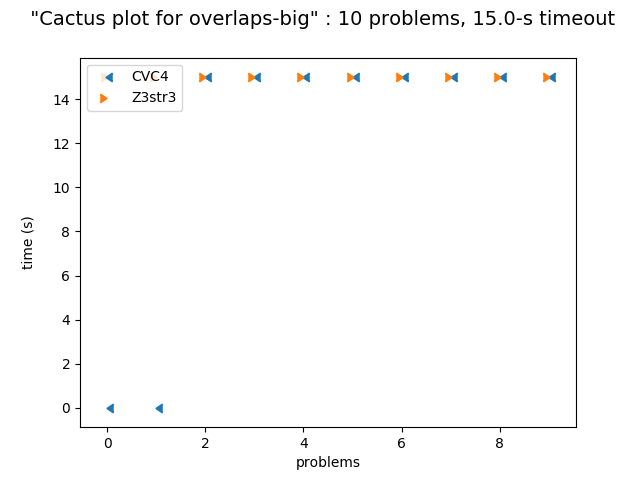 "Cactus plot for overlaps-big" : 10 problems, 15.0-s timeout
CVC4
Z3str3
14
12
10
8
6
4
2
0
time (s)
0 2 4 6 8
problems